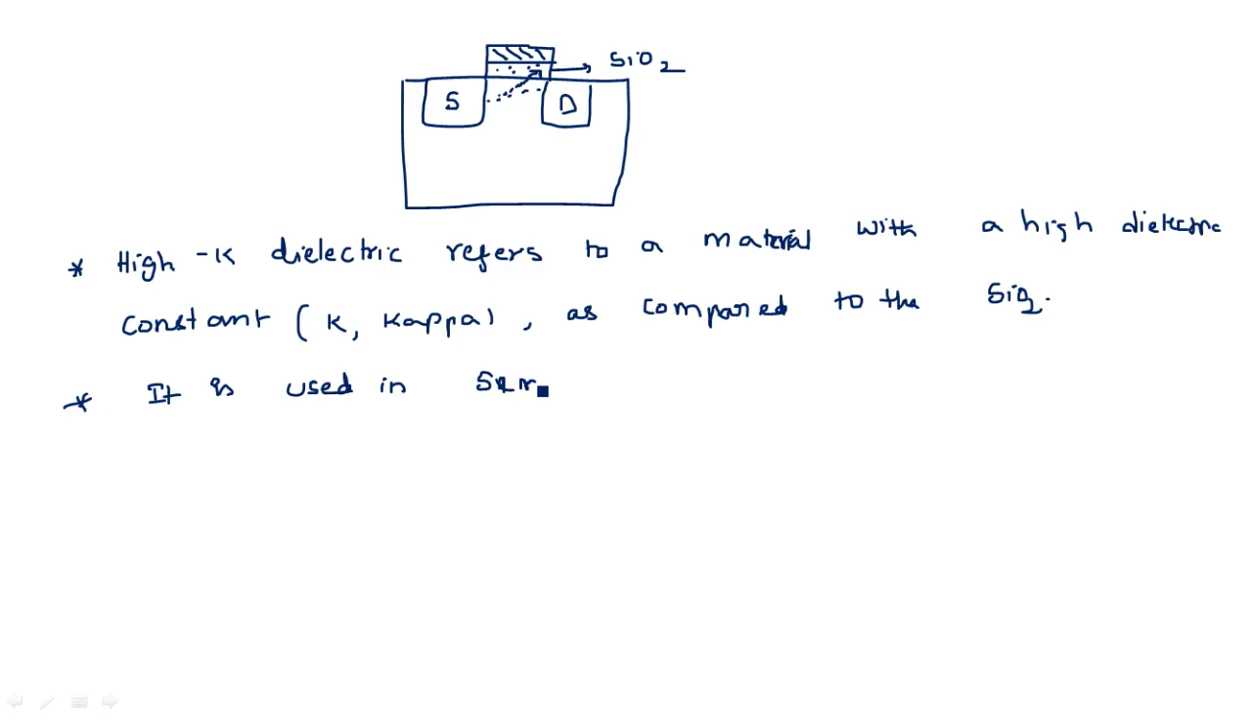 SiO2
S D
* High-K dielectric refers to a material with a high dielectric
constant (K, Kappa), as compared to the SiO2.
* It is used in